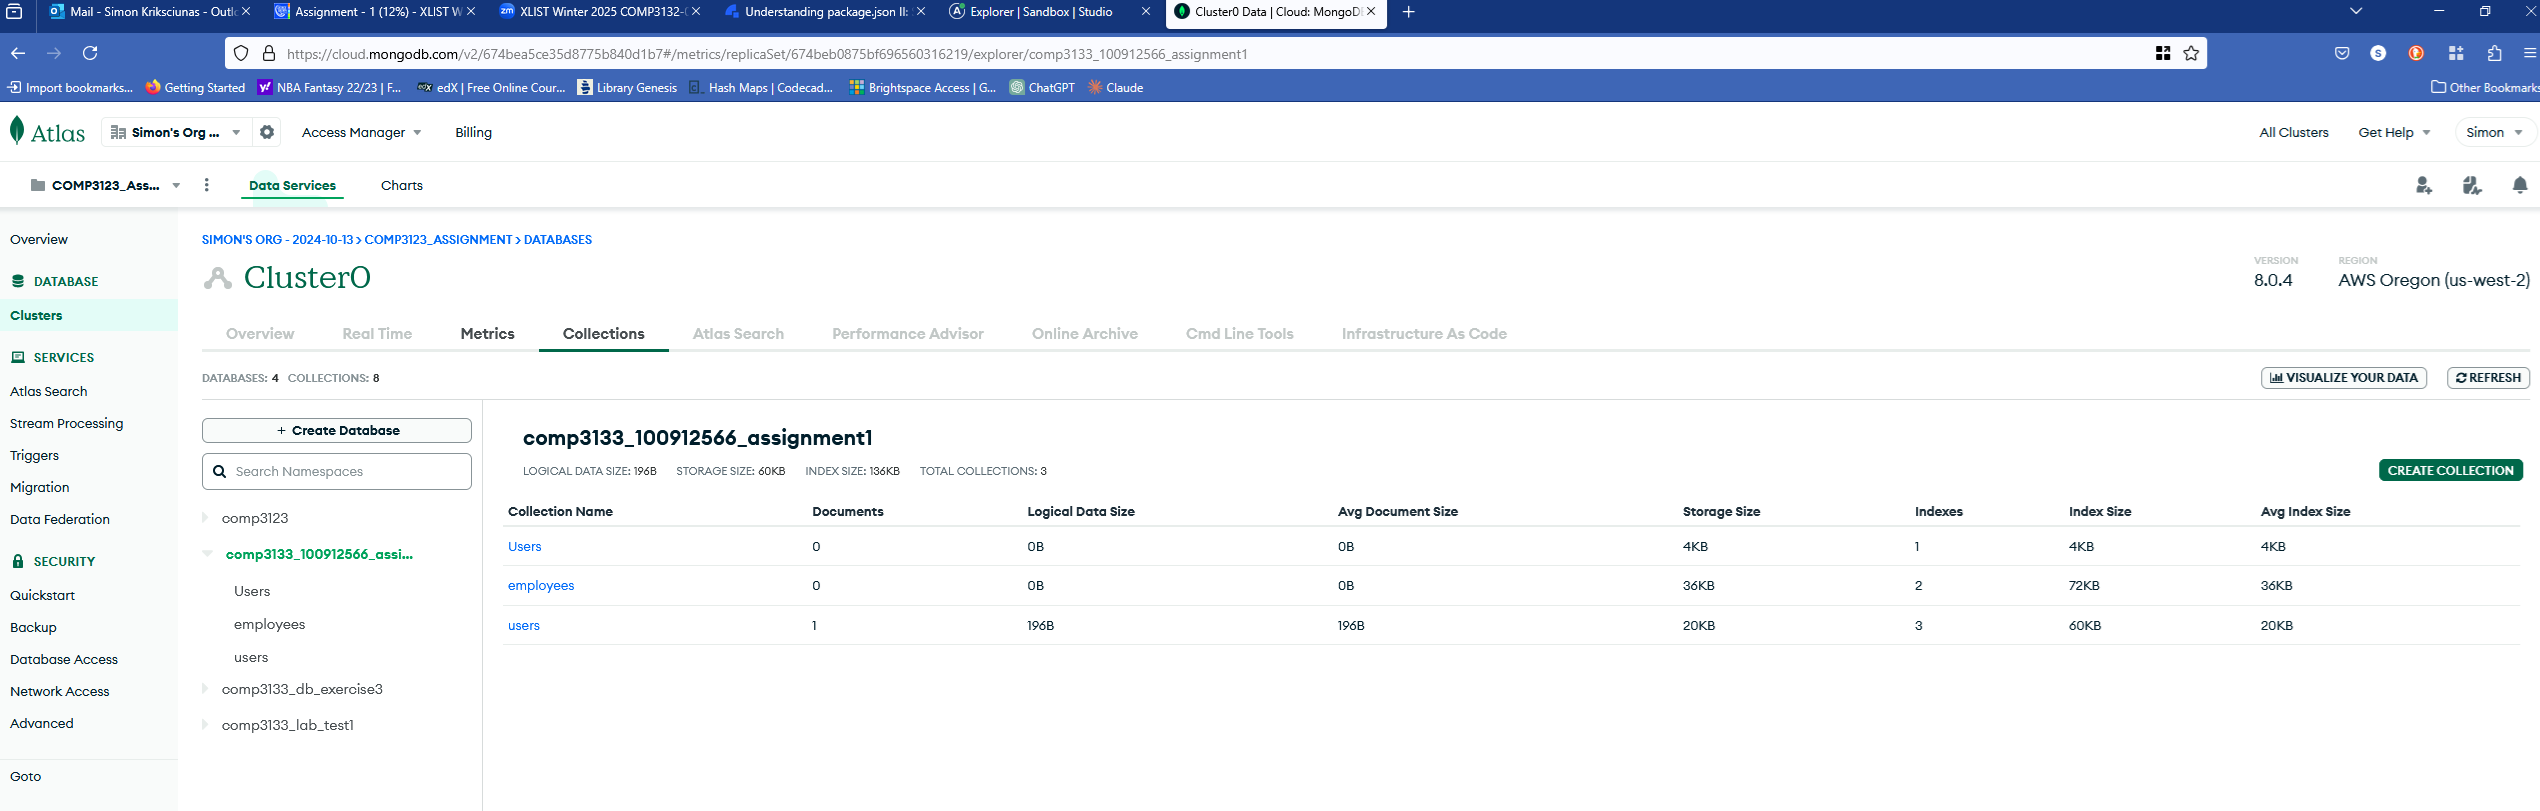 Mail - Simon Kriksciunas - Outlo
Assignment - 1 (12%) - XLIST W
XLIST Winter 2025 COMP3132-
Understanding package.json II:
Explorer | Sandbox | Studio
Cluster0 Data | Cloud: MongoD
https://cloud.mongodb.com/v2/674bea5ce35d8775b840d1b7#/metrics/replicaSet/674beb0875bf696560316219/explorer/comp3133_100912566_assignment1
Import bookmarks... Getting Started NBA Fantasy 22/23 | F... edX | Free Online Cour... Library Genesis Hash Maps | Codecad... Brightspace Access | G... ChatGPT Claude Other Bookmarks
Atlas Simon's Org ... Access Manager Billing All Clusters Get Help Simon
COMP3123_Ass... Data Services Charts
Overview
DATABASE
Clusters
SERVICES
Atlas Search
Stream Processing
Triggers
Migration
Data Federation
SECURITY
Quickstart
Backup
Database Access
Network Access
Advanced
Goto
SIMON'S ORG - 2024-10-13 > COMP3123_ASSIGNMENT > DATABASES
Cluster0
VERSION
8.0.4
REGION
AWS Oregon (us-west-2)
Overview Real Time Metrics Collections Atlas Search Performance Advisor Online Archive Cmd Line Tools Infrastructure As Code
DATABASES: 4 COLLECTIONS: 8
VISUALIZE YOUR DATA REFRESH
+ Create Database
Search Namespaces
comp3123
comp3133_100912566_assi...
Users
employees
users
comp3133_db_exercise3
comp3133_lab_test1
comp3133_100912566_assignment1
LOGICAL DATA SIZE: 196B STORAGE SIZE: 60KB INDEX SIZE: 136KB TOTAL COLLECTIONS: 3
CREATE COLLECTION
Collection Name Documents Logical Data Size Avg Document Size Storage Size Indexes Index Size Avg Index Size
Users 0 0B 0B 4KB 1 4KB 4KB
employees 0 0B 0B 36KB 2 72KB 36KB
users 1 196B 196B 20KB 3 60KB 20KB